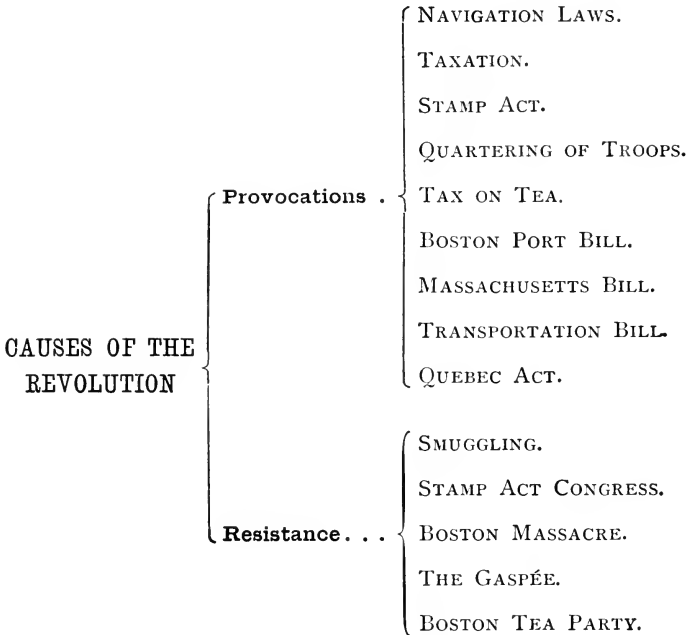 Navigation Laws.
Taxation.
Stamp Act.
Quartering of Troops.
Provocations .
Tax on Tea.
Boston Port Bill.
Massachusetts Bill.
Transportation Bill.
Quebec Act.
CAUSES OF THE
REVOLUTION
Smuggling.
Stamp Act Congress.
Resistance . . .
Boston Massacre.
The Gaspée.
Boston Tea Party.